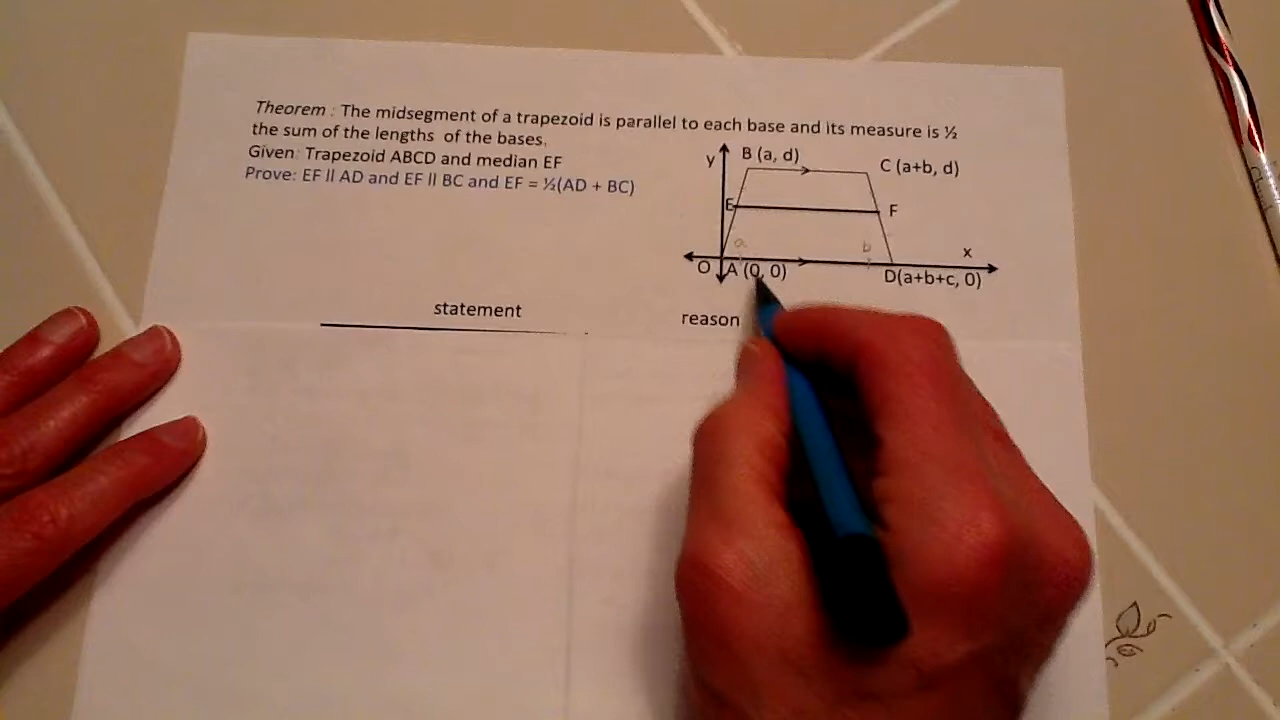 Theorem : The midsegment of a trapezoid is parallel to each base and its measure is ½
the sum of the lengths of the bases.
Given: Trapezoid ABCD and median EF
Prove: EF ll AD and EF ll BC and EF = ½(AD + BC)
y
B (a, d)
C (a+b, d)
E
F
a
b
x
O
A (0, 0)
D(a+b+c, 0)
statement
reason